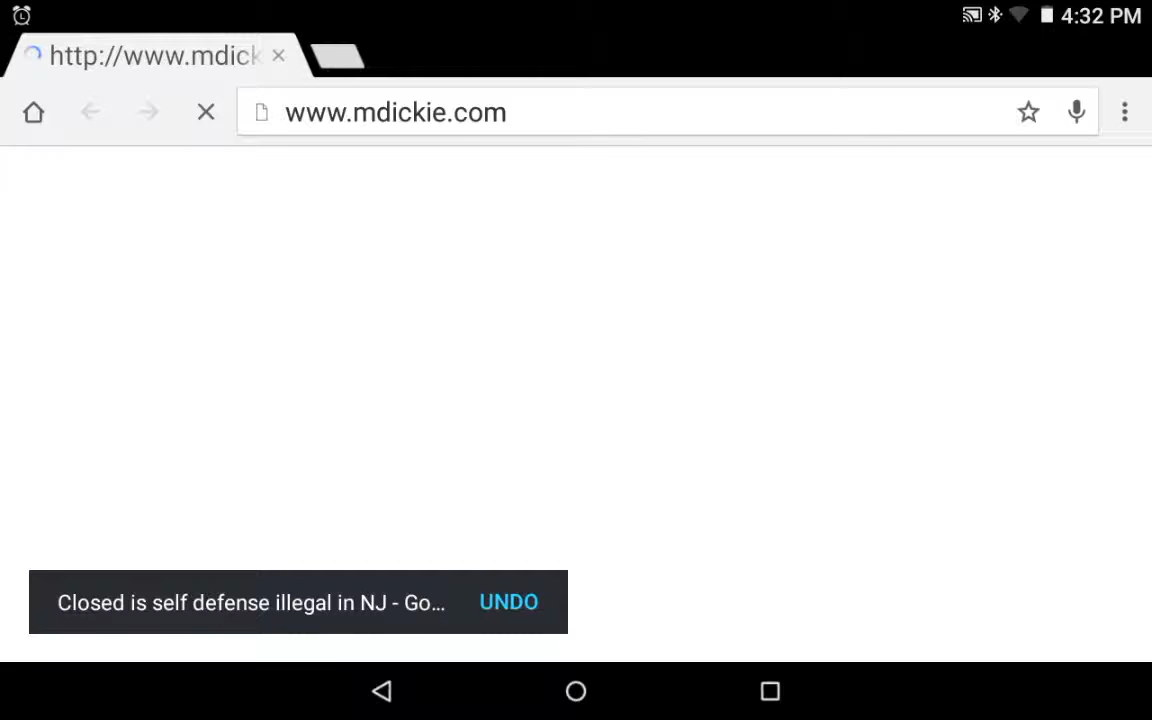 4:32 PM
http://www.mdick
www.mdickie.com
Closed is self defense illegal in NJ - Go... UNDO